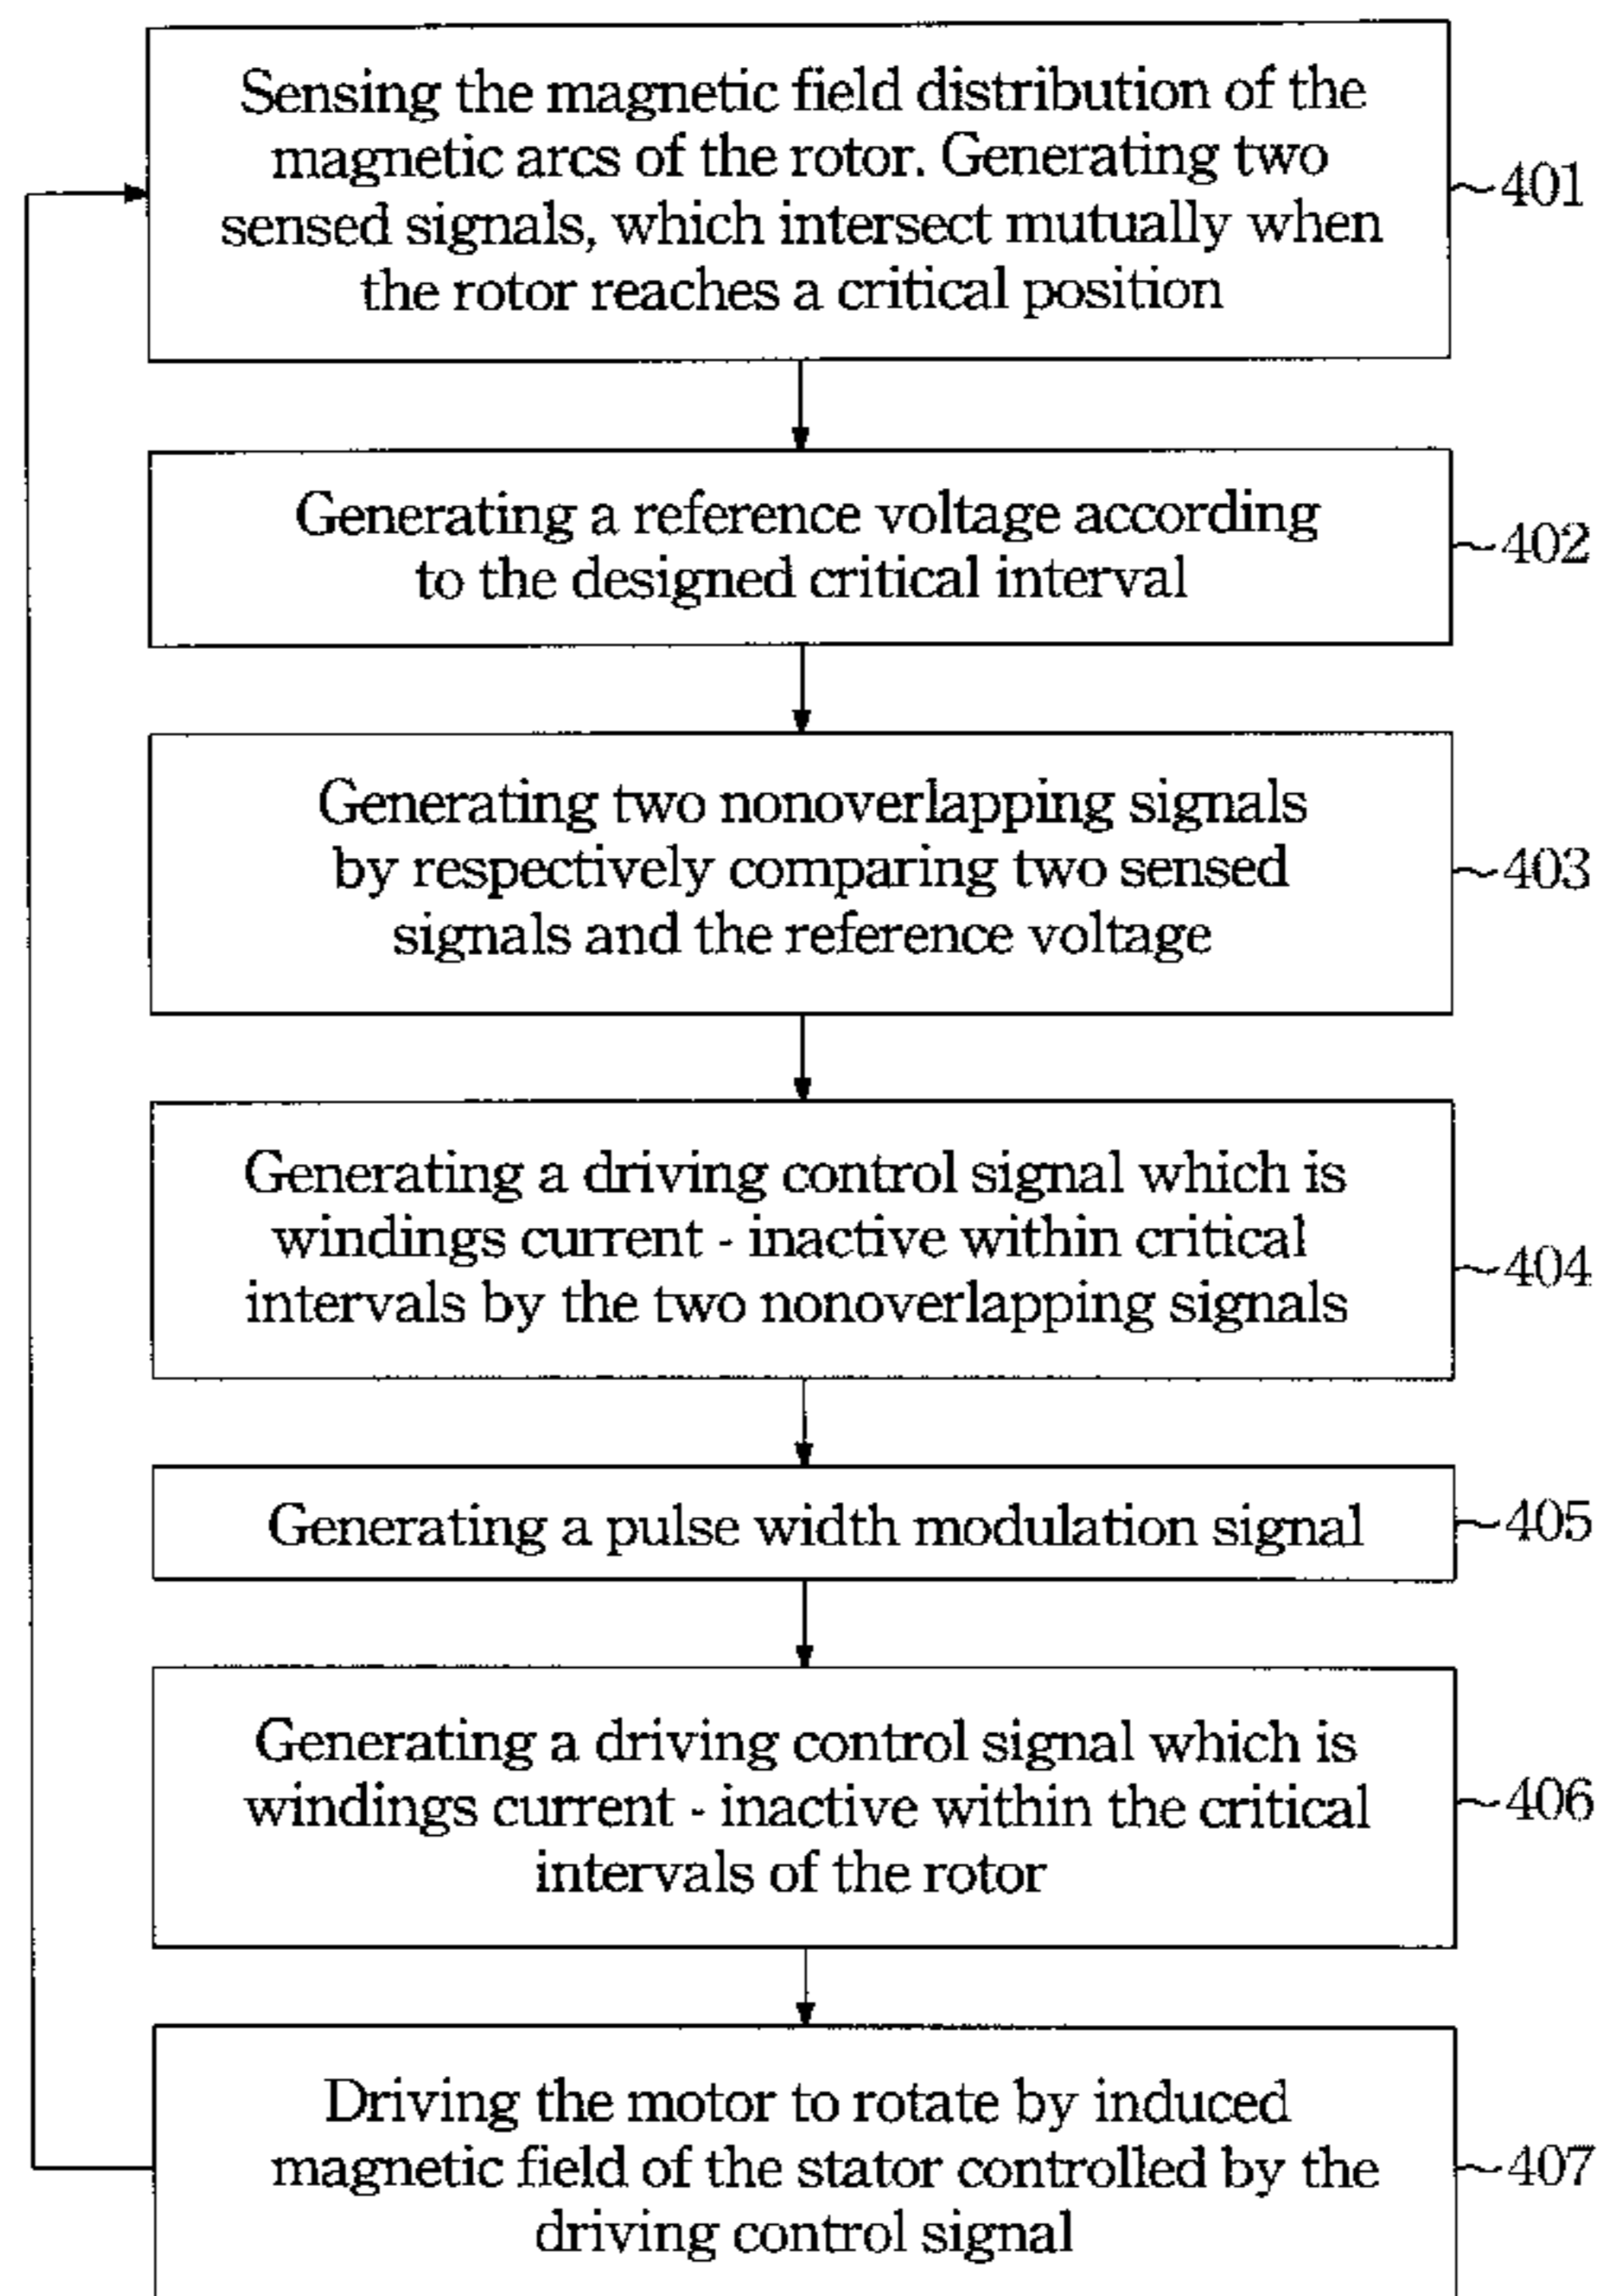 Sensing the magnetic field distribution of the
magnetic arcs of the rotor. Generating two
sensed signals, which intersect mutually when
the rotor reaches a critical position
401
Generating a reference voltage according
to the designed critical interval
402
Generating two nonoverlapping signals
by respectively comparing two sensed
signals and the reference voltage
403
Generating a driving control signal which is
windings current - inactive within critical
intervals by the two nonoverlapping signals
404
Generating a pulse width modulation signal
405
Generating a driving control signal which is
windings current - inactive within the critical
intervals of the rotor
406
Driving the motor to rotate by induced
magnetic field of the stator controlled by the
driving control signal
407